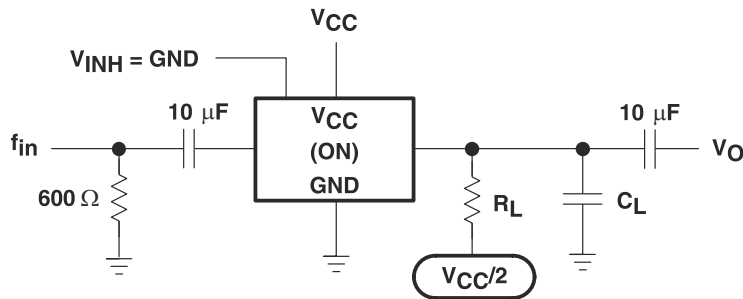 VCC
VINH = GND
10 μF
VCC
10 μF
fin
(ON)
VO
GND
600 Ω
RL
CL
VCC/2